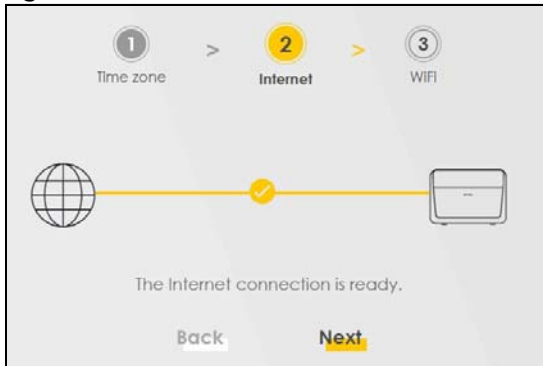 1 > 2 > 3
Time zone Internet WiFi
The Internet connection is ready.
Back Next